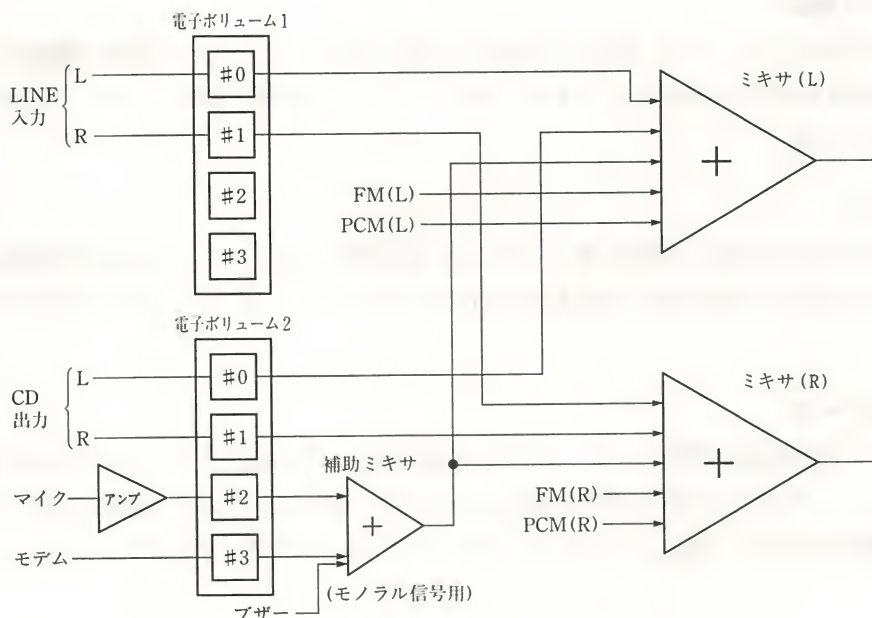 電子ボリューム1
LINE
入力
L
R
#0
#1
#2
#3
ミキサ(L)
+
FM(L)
PCM(L)
電子ボリューム2
CD
出力
L
R
#0
#1
#2
#3
マイク
アンプ
モデム
ブザー
補助ミキサ
+
(モノラル信号用)
ミキサ(R)
+
FM(R)
PCM(R)